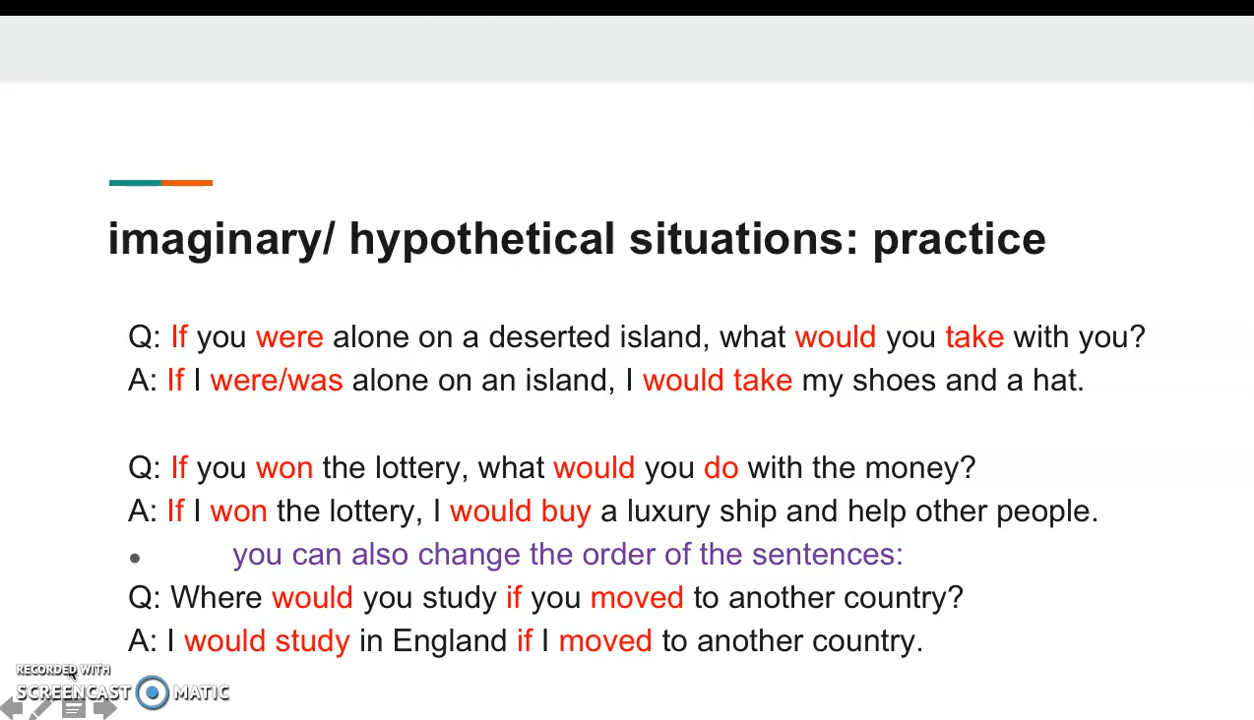 imaginary/ hypothetical situations: practice
Q: If you were alone on a deserted island, what would you take with you?
A: If I were/was alone on an island, I would take my shoes and a hat.
Q: If you won the lottery, what would you do with the money?
A: If I won the lottery, I would buy a luxury ship and help other people.
● you can also change the order of the sentences:
Q: Where would you study if you moved to another country?
A: I would study in England if I moved to another country.
RECORDED WITH
SCREENCAST MATIC